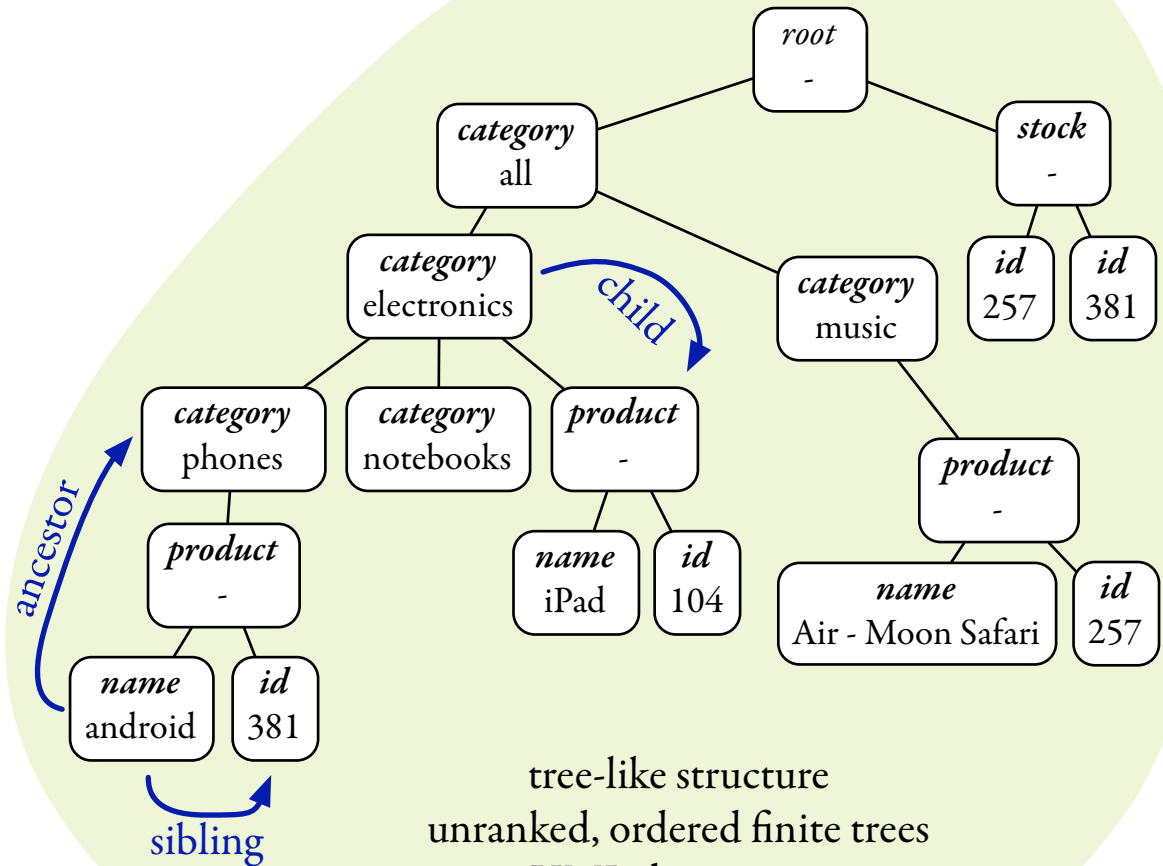 root
-
category
all
stock
-
category
electronics
child
category
music
id
257
id
381
category
phones
category
notebooks
product
-
product
-
ancestor
product
-
name
iPad
id
104
name
Air - Moon Safari
id
257
name
android
id
381
sibling
tree-like structure
unranked, ordered finite trees